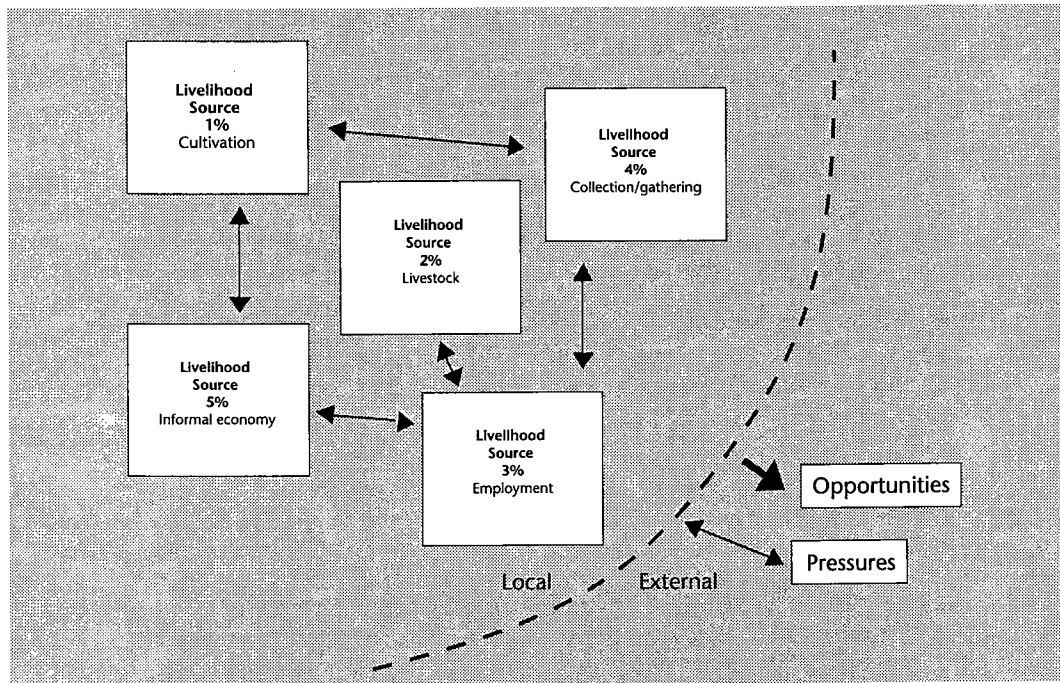 Livelihood
Source
1%
Cultivation
Livelihood
Source
4%
Collection/gathering
Livelihood
Source
2%
Livestock
Livelihood
Source
5%
Informal economy
Livelihood
Source
3%
Employment
Opportunities
Pressures
Local
External